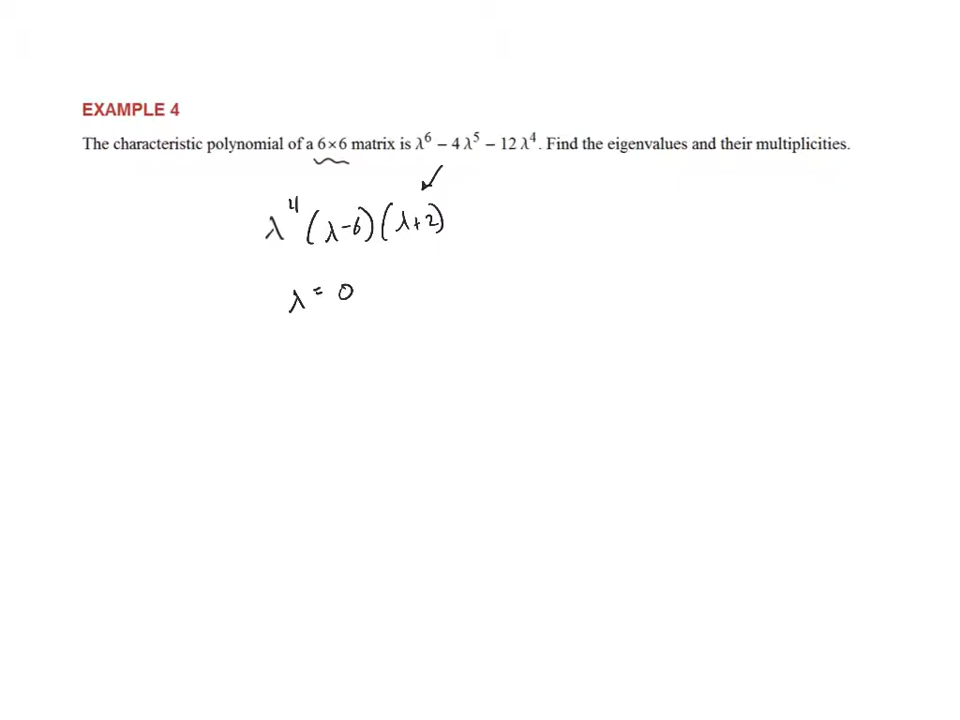 EXAMPLE 4
The characteristic polynomial of a 6×6 matrix is λ⁶ − 4λ⁵ − 12λ⁴. Find the eigenvalues and their multiplicities.
λ⁴(λ-6)(λ+2)
λ = 0